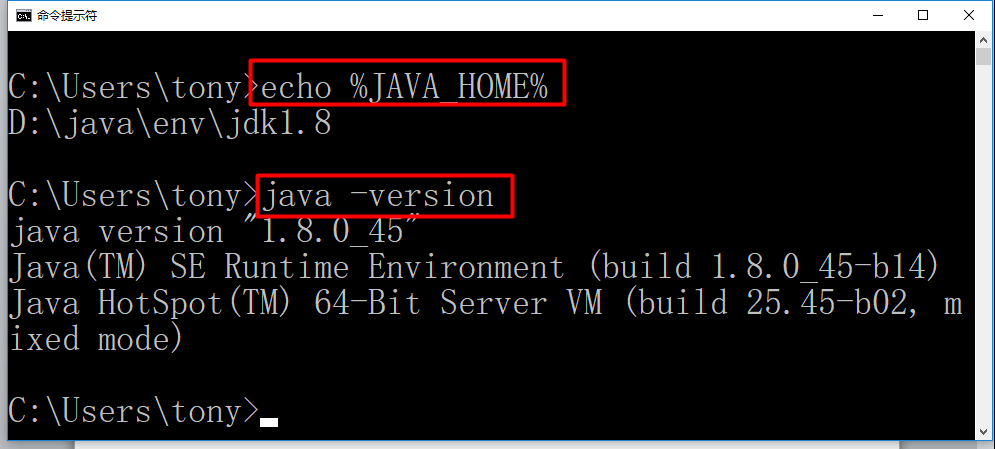 命令提示符
C:\Users\tony>echo %JAVA_HOME%
D:\java\env\jdk1.8
C:\Users\tony>java -version
java version "1.8.0_45"
Java(TM) SE Runtime Environment (build 1.8.0_45-b14)
Java HotSpot(TM) 64-Bit Server VM (build 25.45-b02, m
ixed mode)
C:\Users\tony>